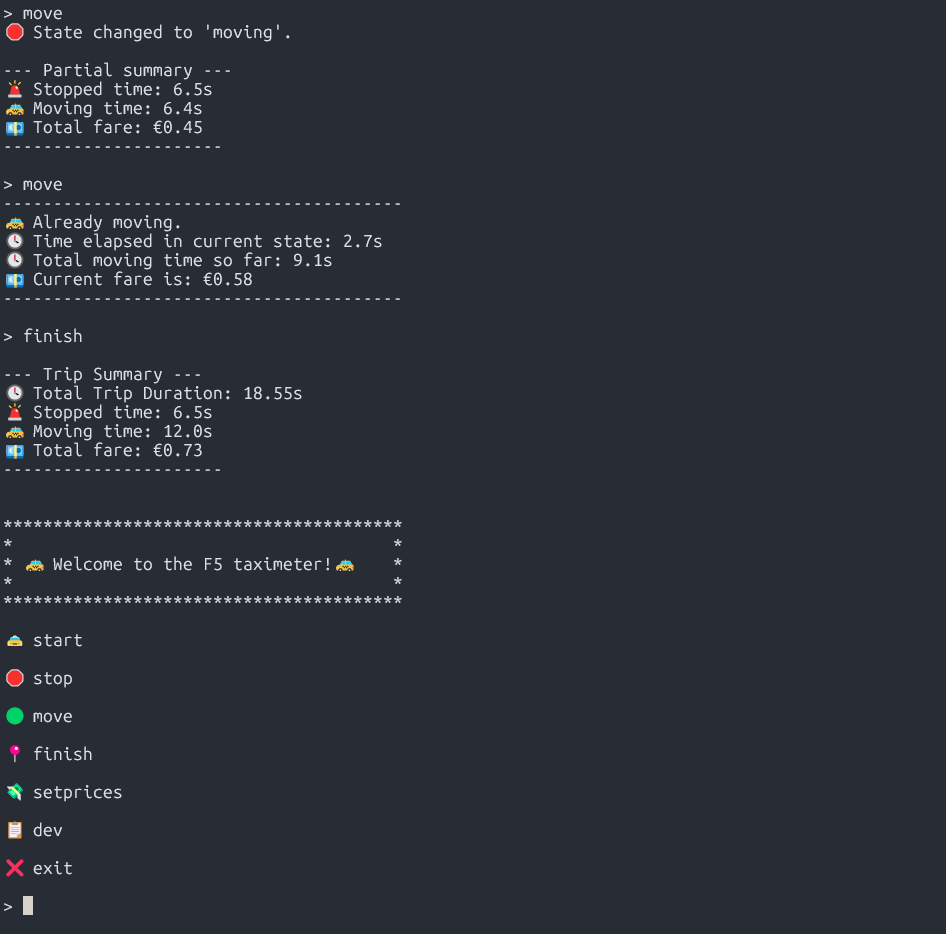 > move
🛑 State changed to 'moving'.
--- Partial summary ---
🚨 Stopped time: 6.5s
🚕 Moving time: 6.4s
💶 Total fare: €0.45
----------------------
> move
----------------------------------------
🚕 Already moving.
🕓 Time elapsed in current state: 2.7s
🕓 Total moving time so far: 9.1s
💶 Current fare is: €0.58
----------------------------------------
> finish
--- Trip Summary ---
🕓 Total Trip Duration: 18.55s
🚨 Stopped time: 6.5s
🚕 Moving time: 12.0s
💶 Total fare: €0.73
----------------------
****************************************
*                                      *
* 🚕 Welcome to the F5 taximeter!🚕    *
*                                      *
****************************************
🚖 start
🛑 stop
🟢 move
📍 finish
💸 setprices
📋 dev
❌ exit
>